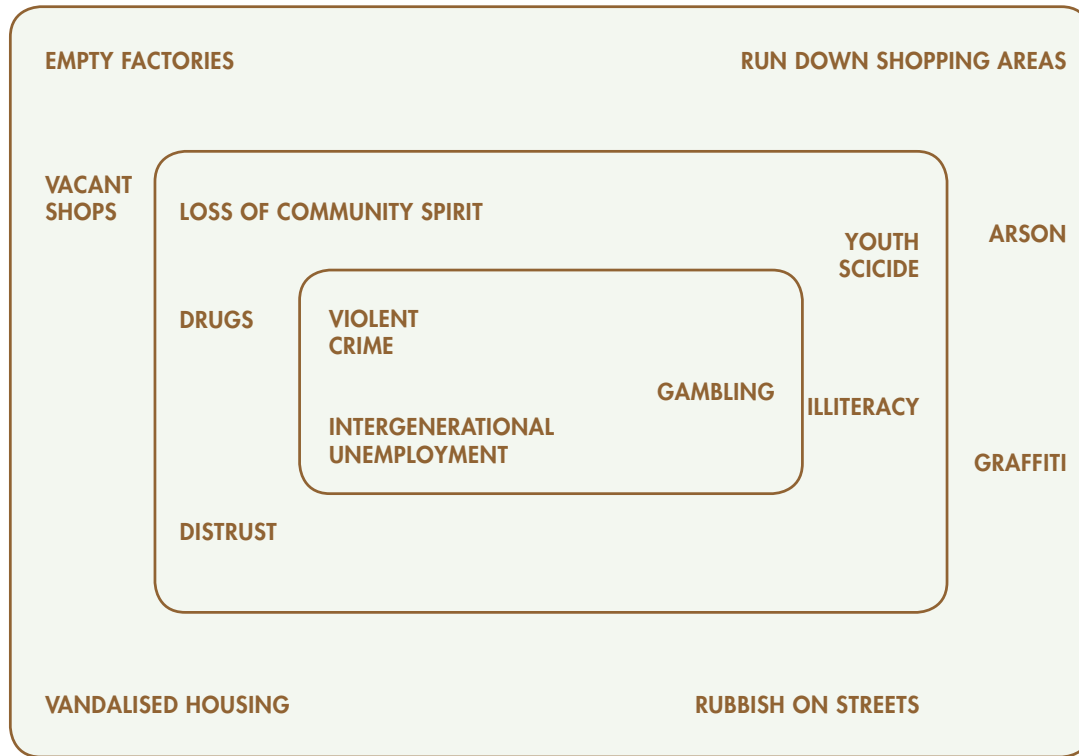 EMPTY FACTORIES
RUN DOWN SHOPPING AREAS
VACANT
SHOPS
LOSS OF COMMUNITY SPIRIT
YOUTH
SCICIDE
ARSON
DRUGS
VIOLENT
CRIME
GAMBLING
ILLITERACY
INTERGENERATIONAL
UNEMPLOYMENT
GRAFFITI
DISTRUST
VANDALISED HOUSING
RUBBISH ON STREETS